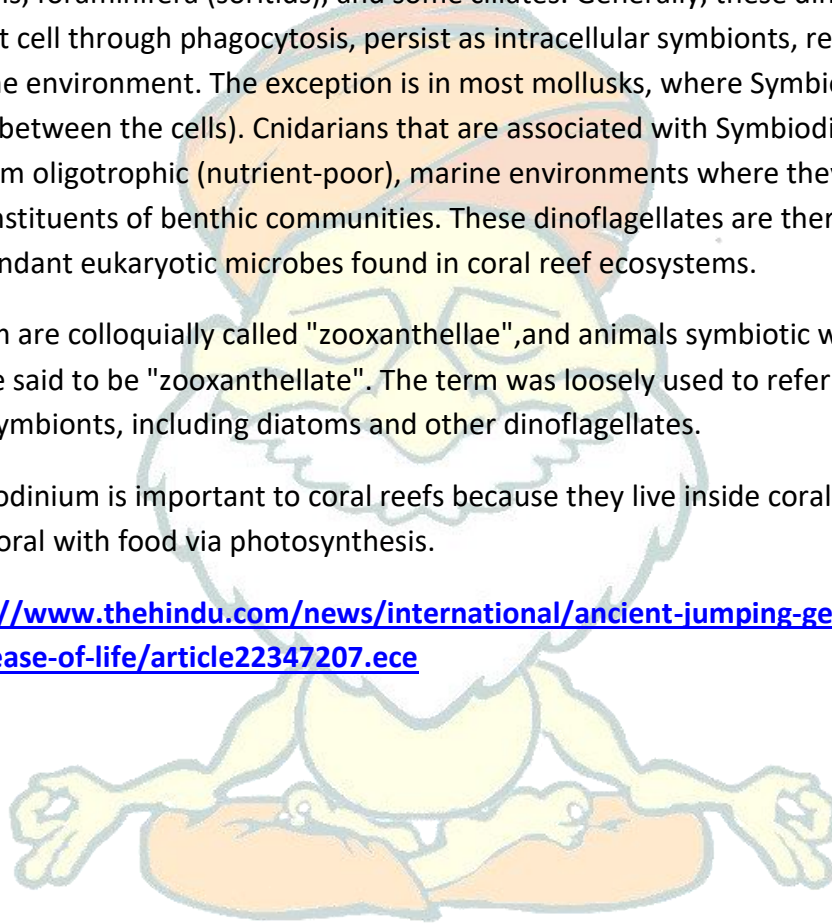 foraminifera (soritids), and some ciliates. Generally, these
t cell through phagocytosis, persist as intracellular symbionts, re
ne environment. The exception is in most mollusks, where Symbio
between the cells). Cnidarians that are associated with Symbiodi
m oligotrophic (nutrient-poor), marine environments where they
nstituents of benthic communities. These dinoflagellates are ther
ndant eukaryotic microbes found in coral reef ecosystems.
m are colloquially called "zooxanthellae",and animals symbiotic w
e said to be "zooxanthellate". The term was loosely used to refer
ymbionts, including diatoms and other dinoflagellates.
odinium is important to coral reefs because they live inside coral
oral with food via photosynthesis.
//www.thehindu.com/news/international/ancient-jumping-ge
ease-of-life/article22347207.ece